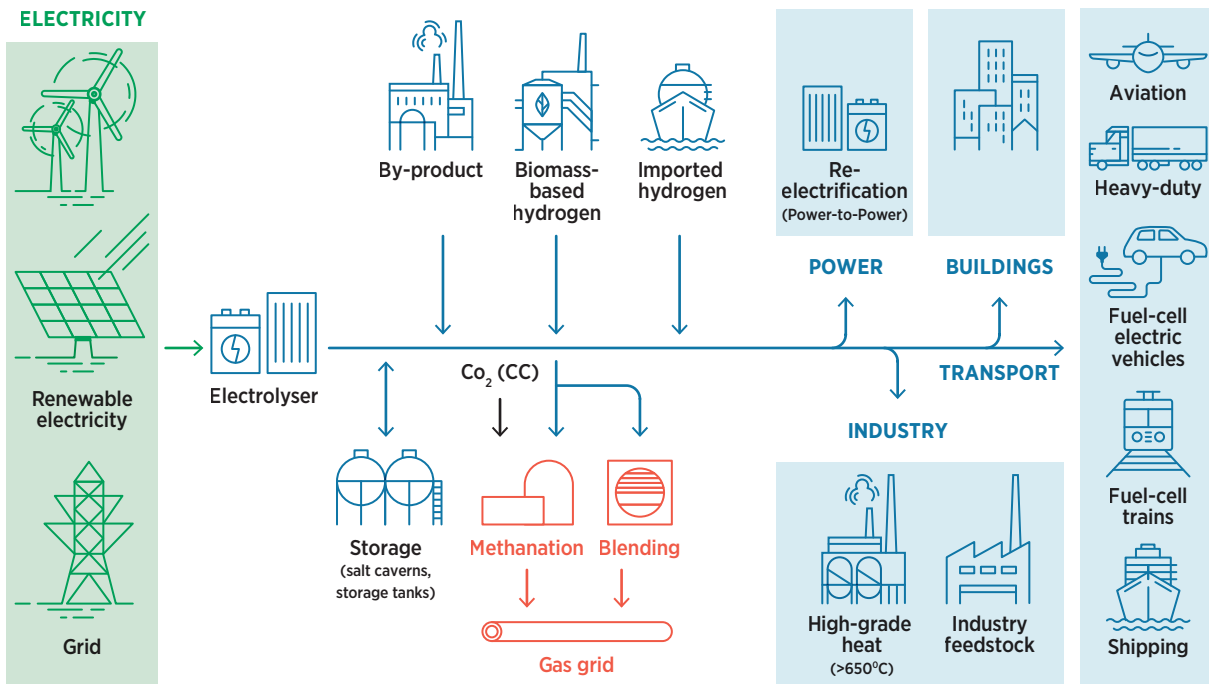 ELECTRICITY
Renewable
electricity
Grid
Electrolyser
By-product
Biomass-
based
hydrogen
Imported
hydrogen
Co₂ (CC)
Storage
(salt caverns,
storage tanks)
Methanation
Blending
Gas grid
Re-
electrification
(Power-to-Power)
POWER
BUILDINGS
TRANSPORT
INDUSTRY
High-grade
heat
(>650⁰C)
Industry
feedstock
Aviation
Heavy-duty
Fuel-cell
electric
vehicles
Fuel-cell
trains
Shipping